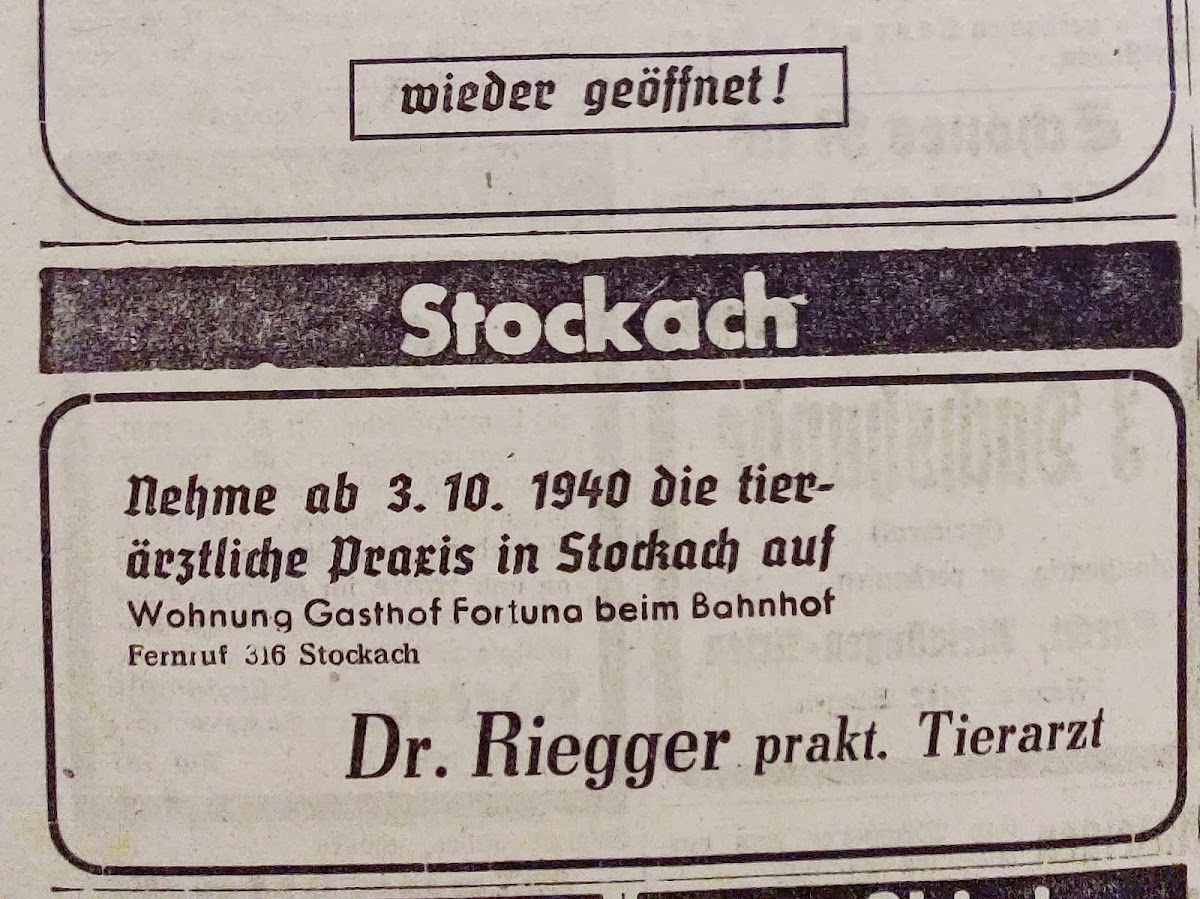 wieder geöffnet!
Stockach
Nehme ab 3. 10. 1940 die tier-
ärztliche Praxis in Stockach auf
Wohnung Gasthof Fortuna beim Bahnhof
Fernruf 316 Stockach
Dr. Riegger prakt. Tierarzt